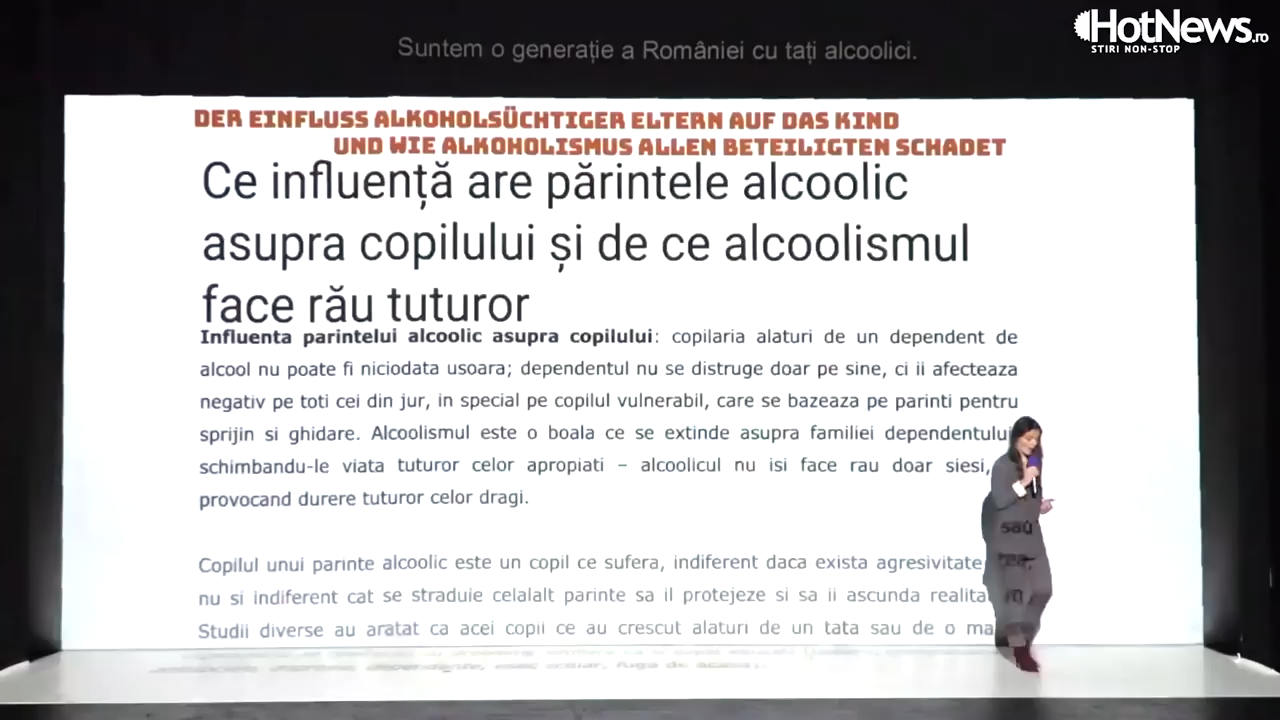 HotNews.ro
STIRI NON-STOP
Suntem o generație a României cu tați alcoolici.
DER EINFLUSS ALKOHOLSÜCHTIGER ELTERN AUF DAS KIND
UND WIE ALKOHOLISMUS ALLEN BETEILIGTEN SCHADET
Ce influență are părintele alcoolic
asupra copilului și de ce alcoolismul
face rău tuturor
Influenta parintelui alcoolic asupra copilului: copilaria alaturi de un dependent de
alcool nu poate fi niciodata usoara; dependentul nu se distruge doar pe sine, ci ii afecteaza
negativ pe toti cei din jur, in special pe copilul vulnerabil, care se bazeaza pe parinti pentru
sprijin si ghidare. Alcoolismul este o boala ce se extinde asupra familiei dependentului
schimbandu-le viata tuturor celor apropiati – alcoolicul nu isi face rau doar siesi,
provocand durere tuturor celor dragi.
Copilul unui parinte alcoolic este un copil ce sufera, indiferent daca exista agresivitate sau
nu si indiferent cat se straduie celalalt parinte sa il protejeze si sa ii ascunda realita
Studii diverse au aratat ca acei copii ce au crescut alaturi de un tata sau de o ma